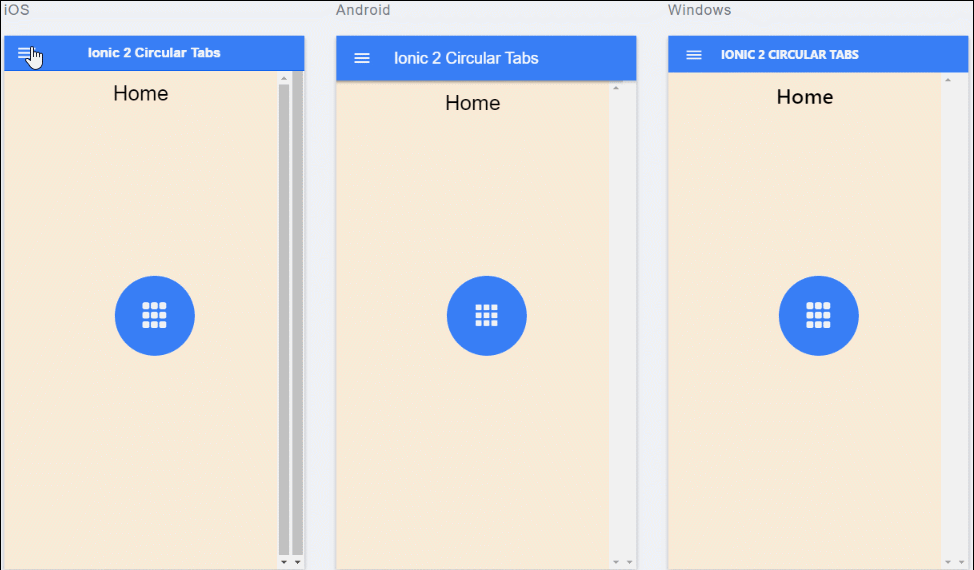 iOS
Android
Windows
Ionic 2 Circular Tabs
Ionic 2 Circular Tabs
IONIC 2 CIRCULAR TABS
Home
Home
Home